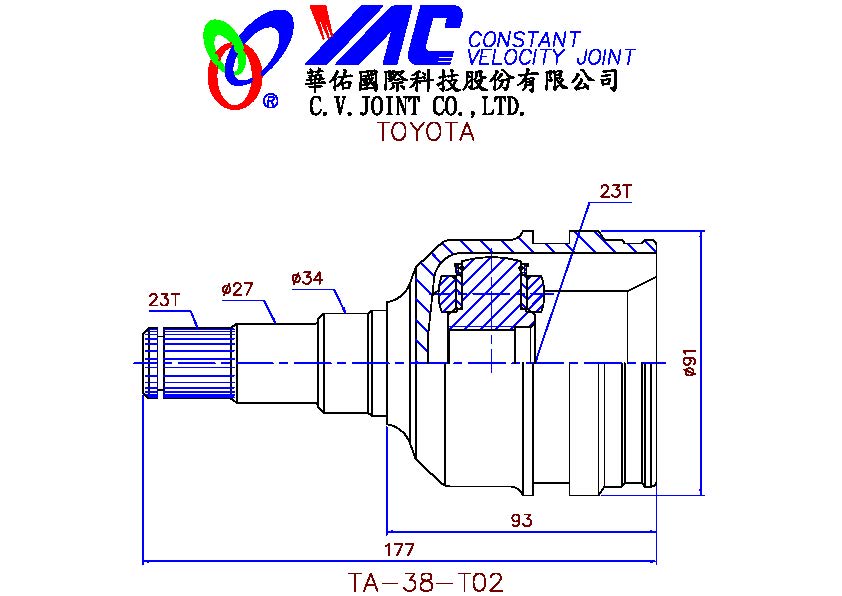 YAC CONSTANT
VELOCITY JOINT
華佑國際科技股份有限公司
®
C.V.JOINT CO.,LTD.
TOYOTA
23T
ø34
ø27
23T
ø91
93
177
TA-38-T02